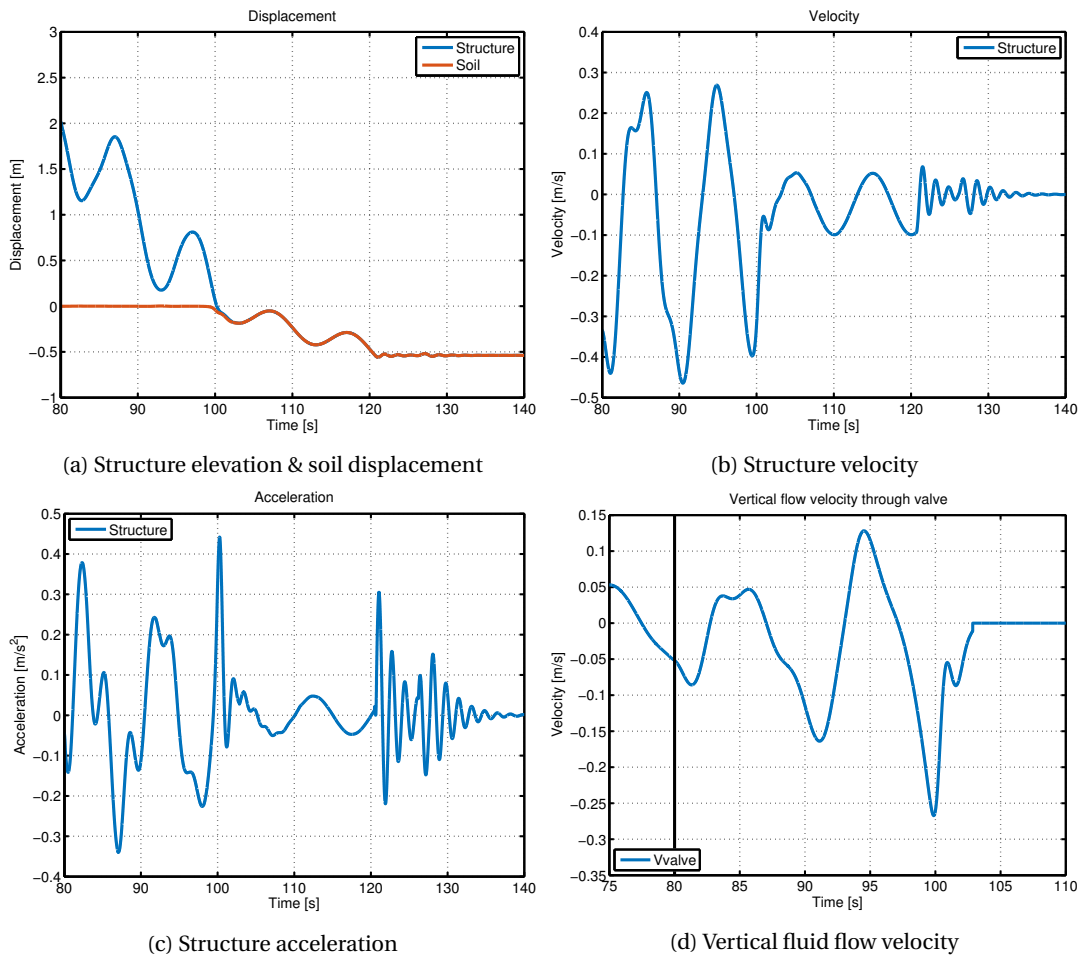 Displacement
3
2.5
2
1.5
1
0.5
0
−0.5
−1
Displacement [m]
Structure
Soil
80 90 100 110 120 130 140
Time [s]
(a) Structure elevation & soil displacement
Velocity
0.4
0.3
0.2
0.1
0
−0.1
−0.2
−0.3
−0.4
−0.5
Velocity [m/s]
Structure
80 90 100 110 120 130 140
Time [s]
(b) Structure velocity
Acceleration
0.5
0.4
0.3
0.2
0.1
0
−0.1
−0.2
−0.3
−0.4
Acceleration [m/s²]
Structure
80 90 100 110 120 130 140
Time [s]
(c) Structure acceleration
Vertical flow velocity through valve
0.15
0.1
0.05
0
−0.05
−0.1
−0.15
−0.2
−0.25
−0.3
−0.35
Velocity [m/s]
Vvalve
75 80 85 90 95 100 105 110
Time [s]
(d) Vertical fluid flow velocity